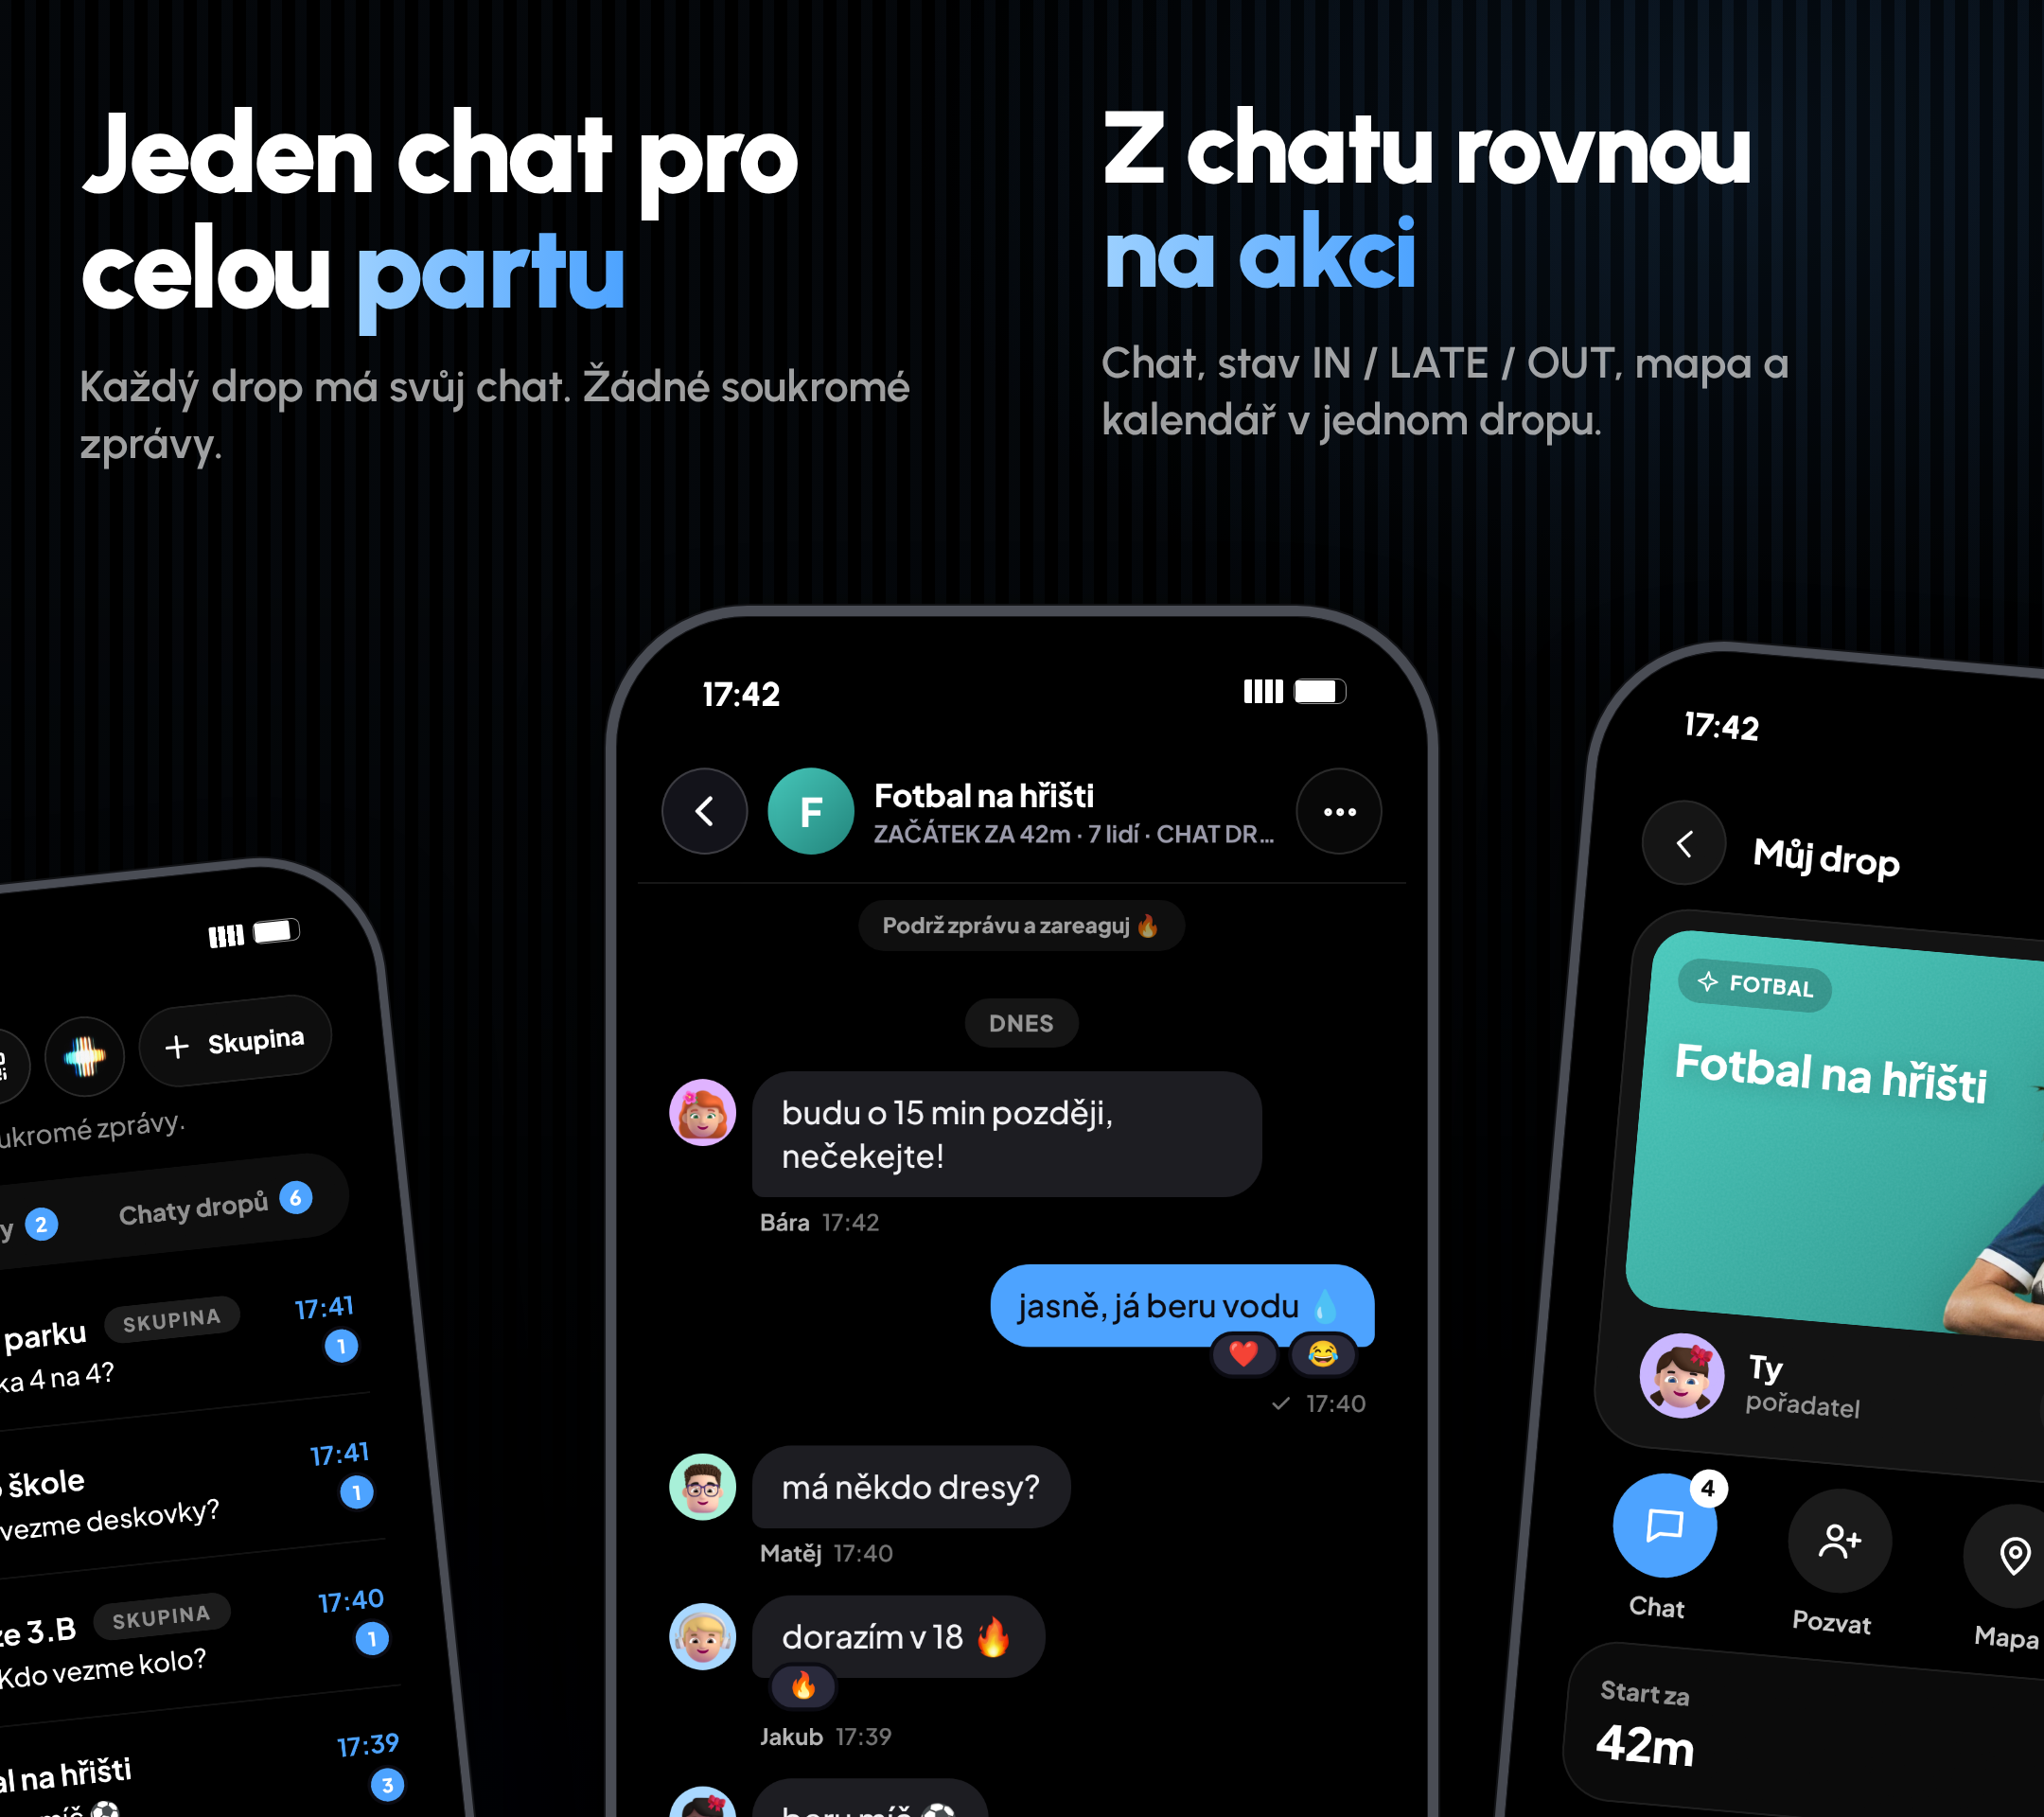 Jeden chat pro
celou partu
Každý drop má svůj chat. Žádné soukromé
zprávy.
Z chatu rovnou
na akci
Chat, stav IN / LATE / OUT, mapa a
kalendář v jednom dropu.
Skupina
zprávy.
2
Chaty dropů
6
parku
SKUPINA
17:41
1
4 na 4?
škole
17:41
1
vezme deskovky?
3.B
SKUPINA
17:40
1
Kdo vezme kolo?
na hřišti
17:39
3
17:42
F
Fotbal na hřišti
ZAČÁTEK ZA 42m · 7 lidí · CHAT DR...
Podrž zprávu a zareaguj 🔥
DNES
budu o 15 min později,
nečekejte!
Bára 17:42
jasně, já beru vodu 💧
❤️ 😂
17:40
má někdo dresy?
Matěj 17:40
dorazím v 18 🔥
🔥
Jakub 17:39
beru míč ⚽
17:42
Můj drop
FOTBAL
Fotbal na hřišti
Ty
pořadatel
4
Chat
Pozvat
Mapa
Start za
42m